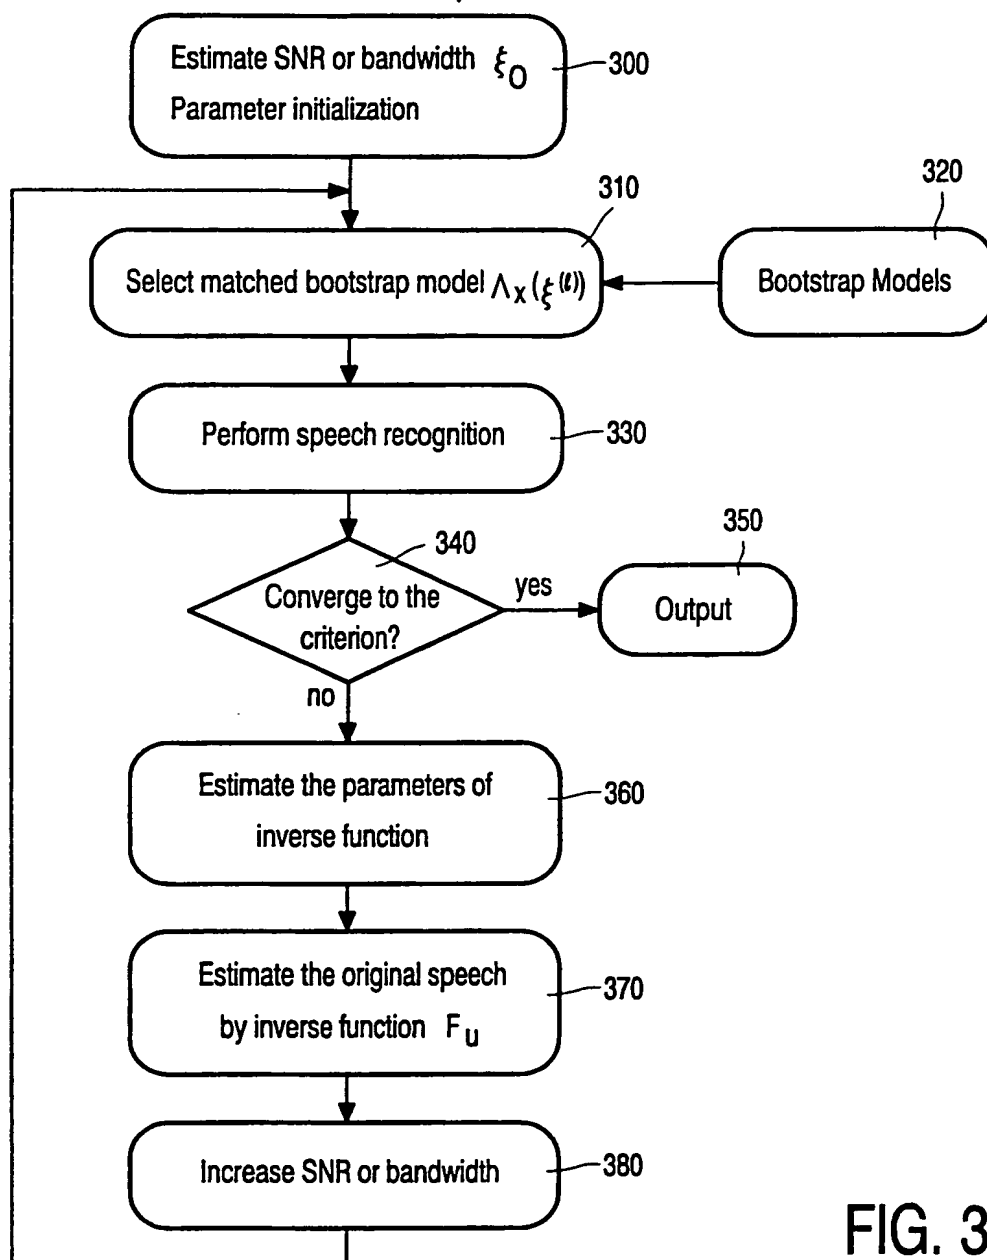 Estimate SNR or bandwidth ξ₀
Parameter initialization
300
310
320
Select matched bootstrap model Λₓ(ξ⁽ˡ⁾)
Bootstrap Models
Perform speech recognition
330
340
350
Converge to the
criterion?
yes
Output
no
Estimate the parameters of
inverse function
360
Estimate the original speech
by inverse function Fᵤ
370
Increase SNR or bandwidth
380
FIG. 3